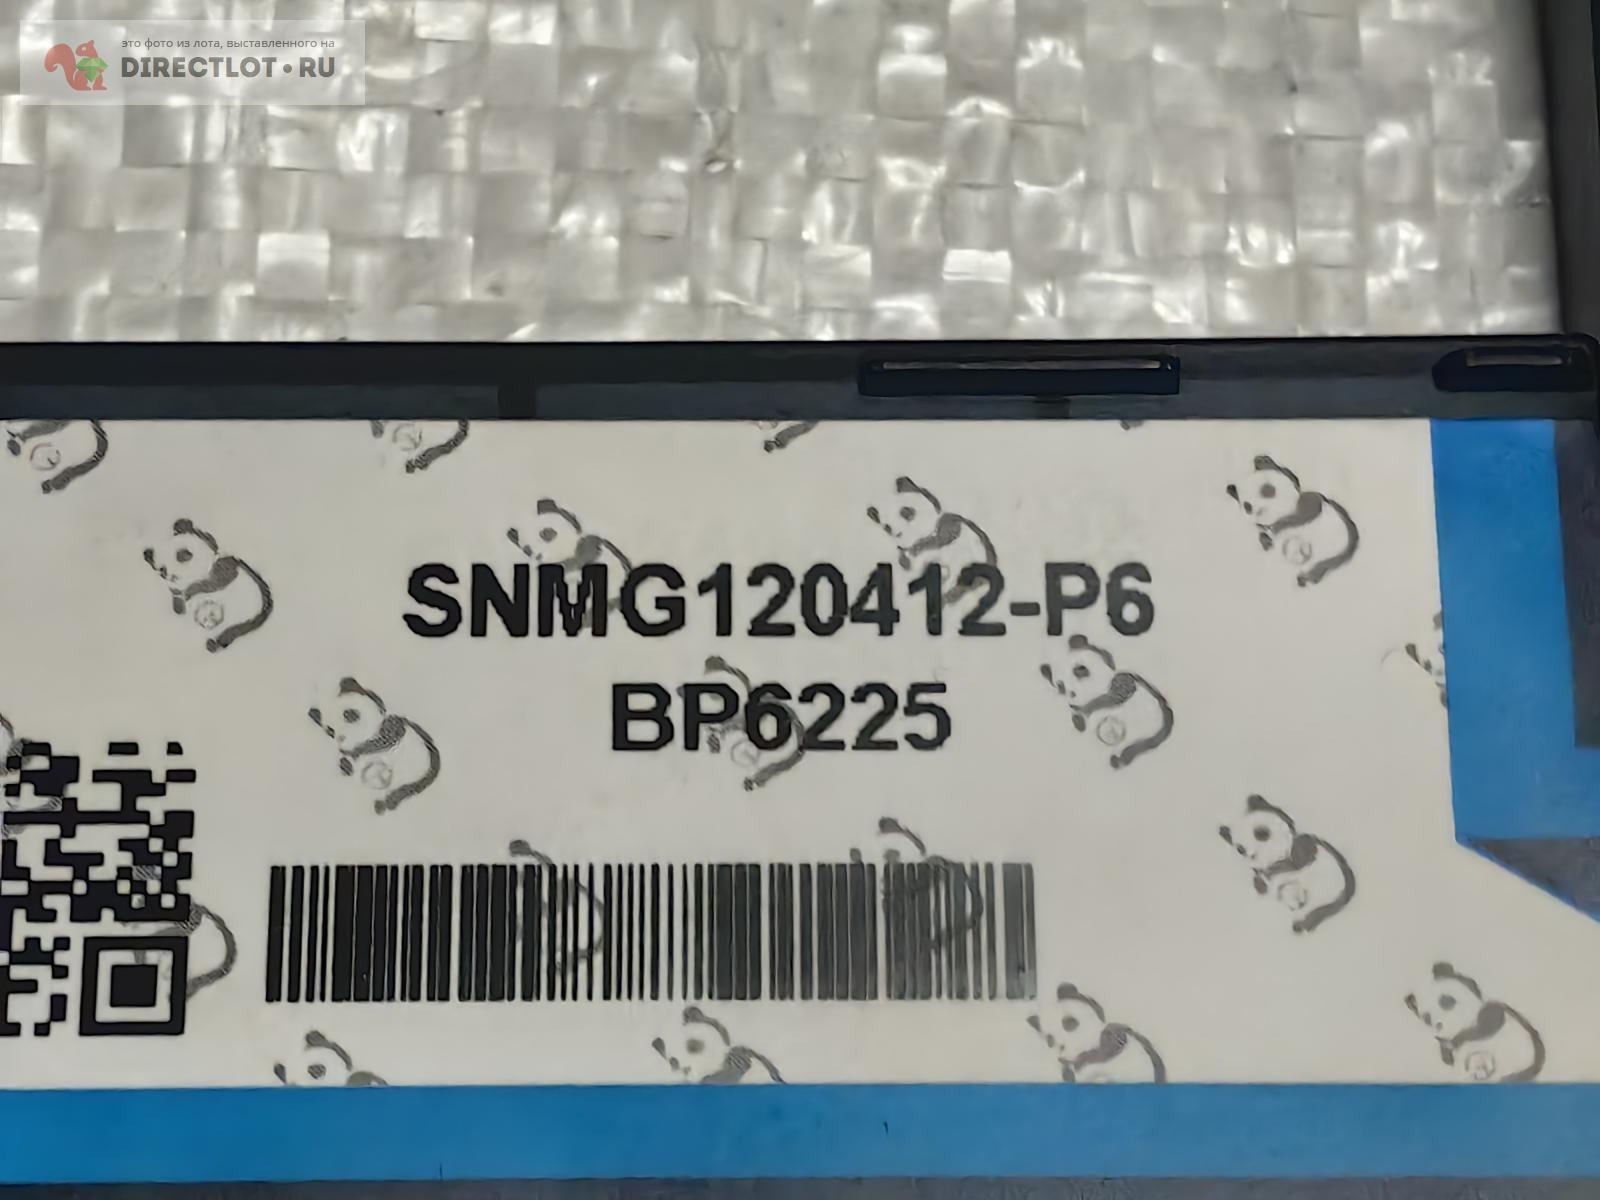 это фото из лота, выставленного на
DIRECTLOT•RU
SNMG120412-P6
BP6225